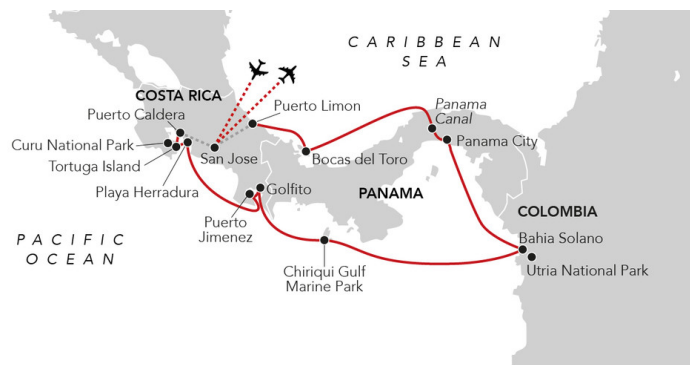 CARIBBEAN
SEA
COSTA RICA
Puerto Caldera
Puerto Limon
Panama
Canal
Curu National Park
Panama City
Tortuga Island
San Jose
Bocas del Toro
Playa Herradura
Golfito
PANAMA
Puerto
Jimenez
COLOMBIA
PACIFIC
OCEAN
Bahia Solano
Chiriqui Gulf
Marine Park
Utria National Park